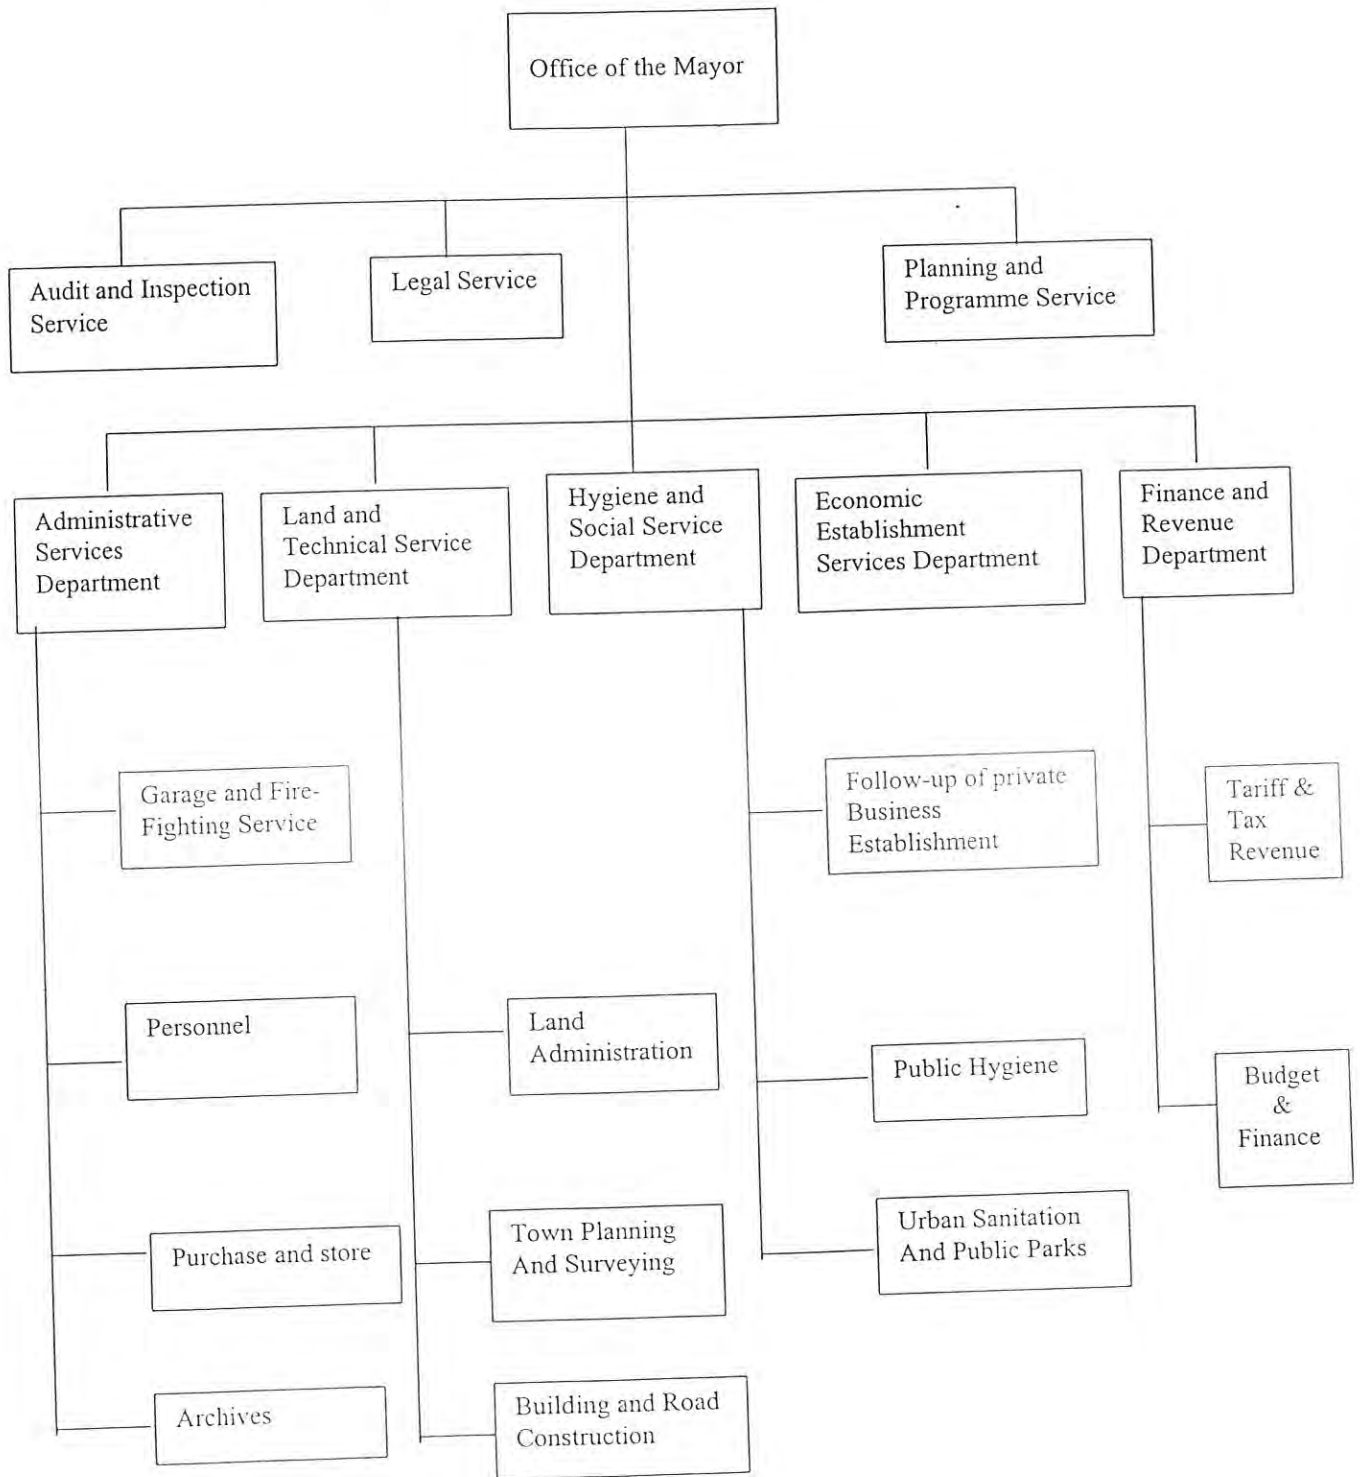 Office of the Mayor
Audit and Inspection
Service
Legal Service
Planning and
Programme Service
Administrative
Services
Department
Land and
Technical Service
Department
Hygiene and
Social Service
Department
Economic
Establishment
Services Department
Finance and
Revenue
Department
Garage and Fire-
Fighting Service
Follow-up of private
Business
Establishment
Tariff &
Tax
Revenue
Personnel
Land
Administration
Public Hygiene
Budget
&
Finance
Purchase and store
Town Planning
And Surveying
Urban Sanitation
And Public Parks
Archives
Building and Road
Construction